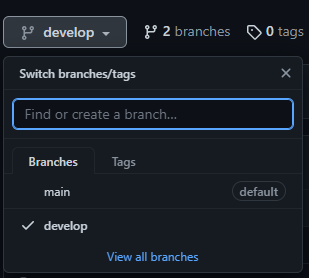 develop 2 branches 0 tags
Switch branches/tags
Find or create a branch...
Branches Tags
main default
develop
View all branches